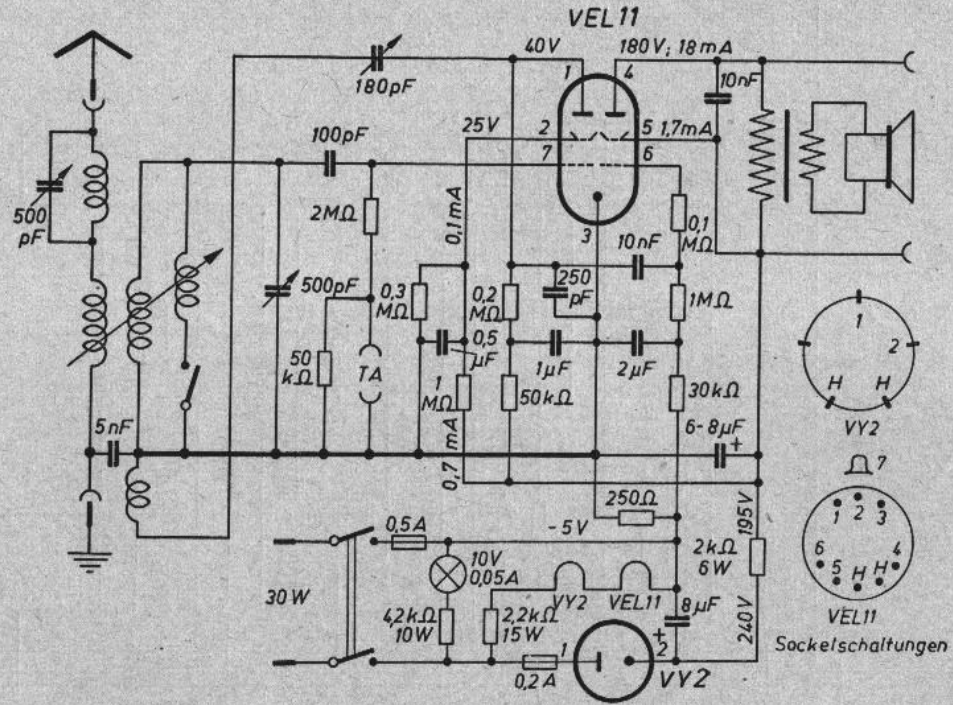 VEL11
40V
180V; 18mA
1
4
180pF
10nF
25V
2
5
1,7mA
100pF
7
6
500
pF
2MΩ
0,1mA
3
0,1
MΩ
10nF
500pF
0,3
MΩ
0,2
MΩ
250
pF
1MΩ
1
2
H
H
VY2
50
kΩ
TA
0,5
µF
1µF
2µF
1
MΩ
50kΩ
30kΩ
5nF
0,7 mA
6-8µF
+
7
250Ω
195V
1
2
3
6
4
5
H
H
VEL11
Sockelschaltungen
0,5A
-5V
2kΩ
6W
10V
0,05A
30W
VY2
VEL11
8µF
240V
4,2kΩ
10W
2,2kΩ
15W
+
1
2
0,2A
VY2